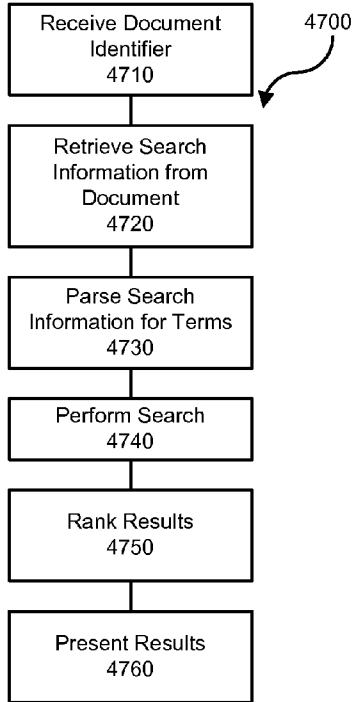 Receive Document
Identifier
4710
4700
Retrieve Search
Information from
Document
4720
Parse Search
Information for Terms
4730
Perform Search
4740
Rank Results
4750
Present Results
4760